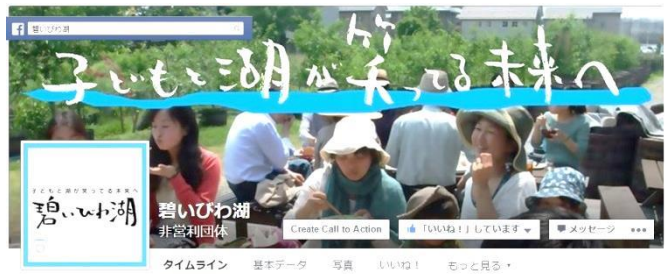 碧いびわ湖
子どもと湖が笑ってる未来へ
子どもと湖が笑ってる未来へ
碧いびわ湖
碧いびわ湖
非営利団体
Create Call to Action
「いいね！」しています
メッセージ
タイムライン
基本データ
写真
いいね！
もっと見る